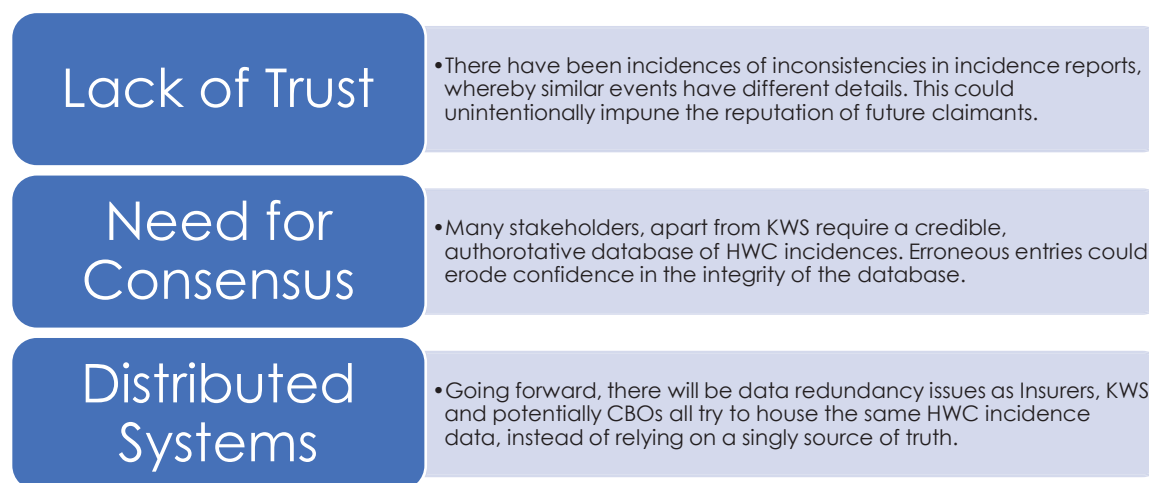 Lack of Trust
•There have been incidences of inconsistencies in incidence reports,
whereby similar events have different details. This could
unintentionally impune the reputation of future claimants.
Need for
Consensus
•Many stakeholders, apart from KWS require a credible,
authorotative database of HWC incidences. Erroneous entries could
erode confidence in the integrity of the database.
Distributed
Systems
•Going forward, there will be data redundancy issues as Insurers, KWS
and potentially CBOs all try to house the same HWC incidence
data, instead of relying on a singly source of truth.